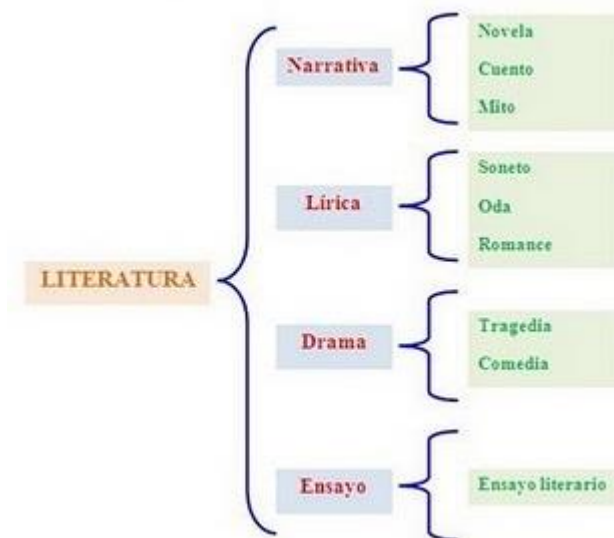 LITERATURA
Narrativa
Novela
Cuento
Mito
Lírica
Soneto
Oda
Romance
Drama
Tragedia
Comedia
Ensayo
Ensayo literario